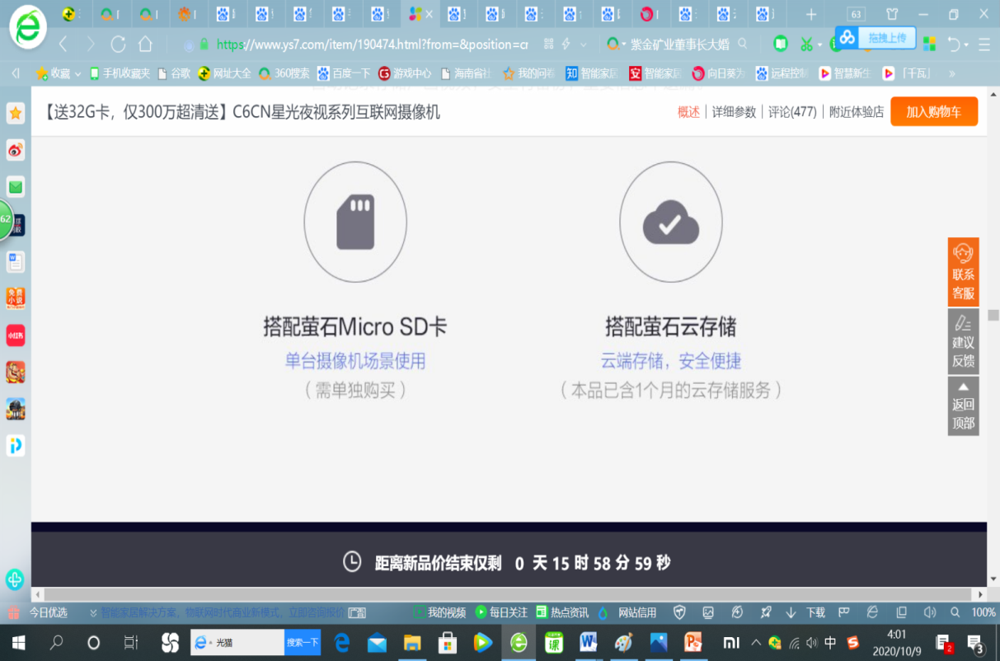 63
https://www.ys7.com/item/190474.html?from=&position=cr
紫金矿业董事长大婚
拖拽上传
收藏
手机收藏夹
谷歌
网址大全
360搜索
百度一下
游戏中心
海南省社
我的问卷
智能家居
智能家居
向日葵为
远程控制
智慧新生
「千瓦」
【送32G卡，仅300万超清送】C6CN星光夜视系列互联网摄像机
概述 | 详细参数 | 评论(477) | 附近体验店
加入购物车
62
免费
小说
小红书
搭配萤石Micro SD卡
单台摄像机场景使用
（需单独购买）
搭配萤石云存储
云端存储，安全便捷
（本品已含1个月的云存储服务）
联系
客服
建议
反馈
返回
顶部
距离新品价结束仅剩 0 天 15 时 58 分 59 秒
今日优选
智能家居解决方案，物联网时代商业新模式，立即咨询报价
广告
我的视频
每日关注
热点资讯
网站信用
下载
100%
光猫
搜索一下
课
中
4:01
2020/10/9
2
3